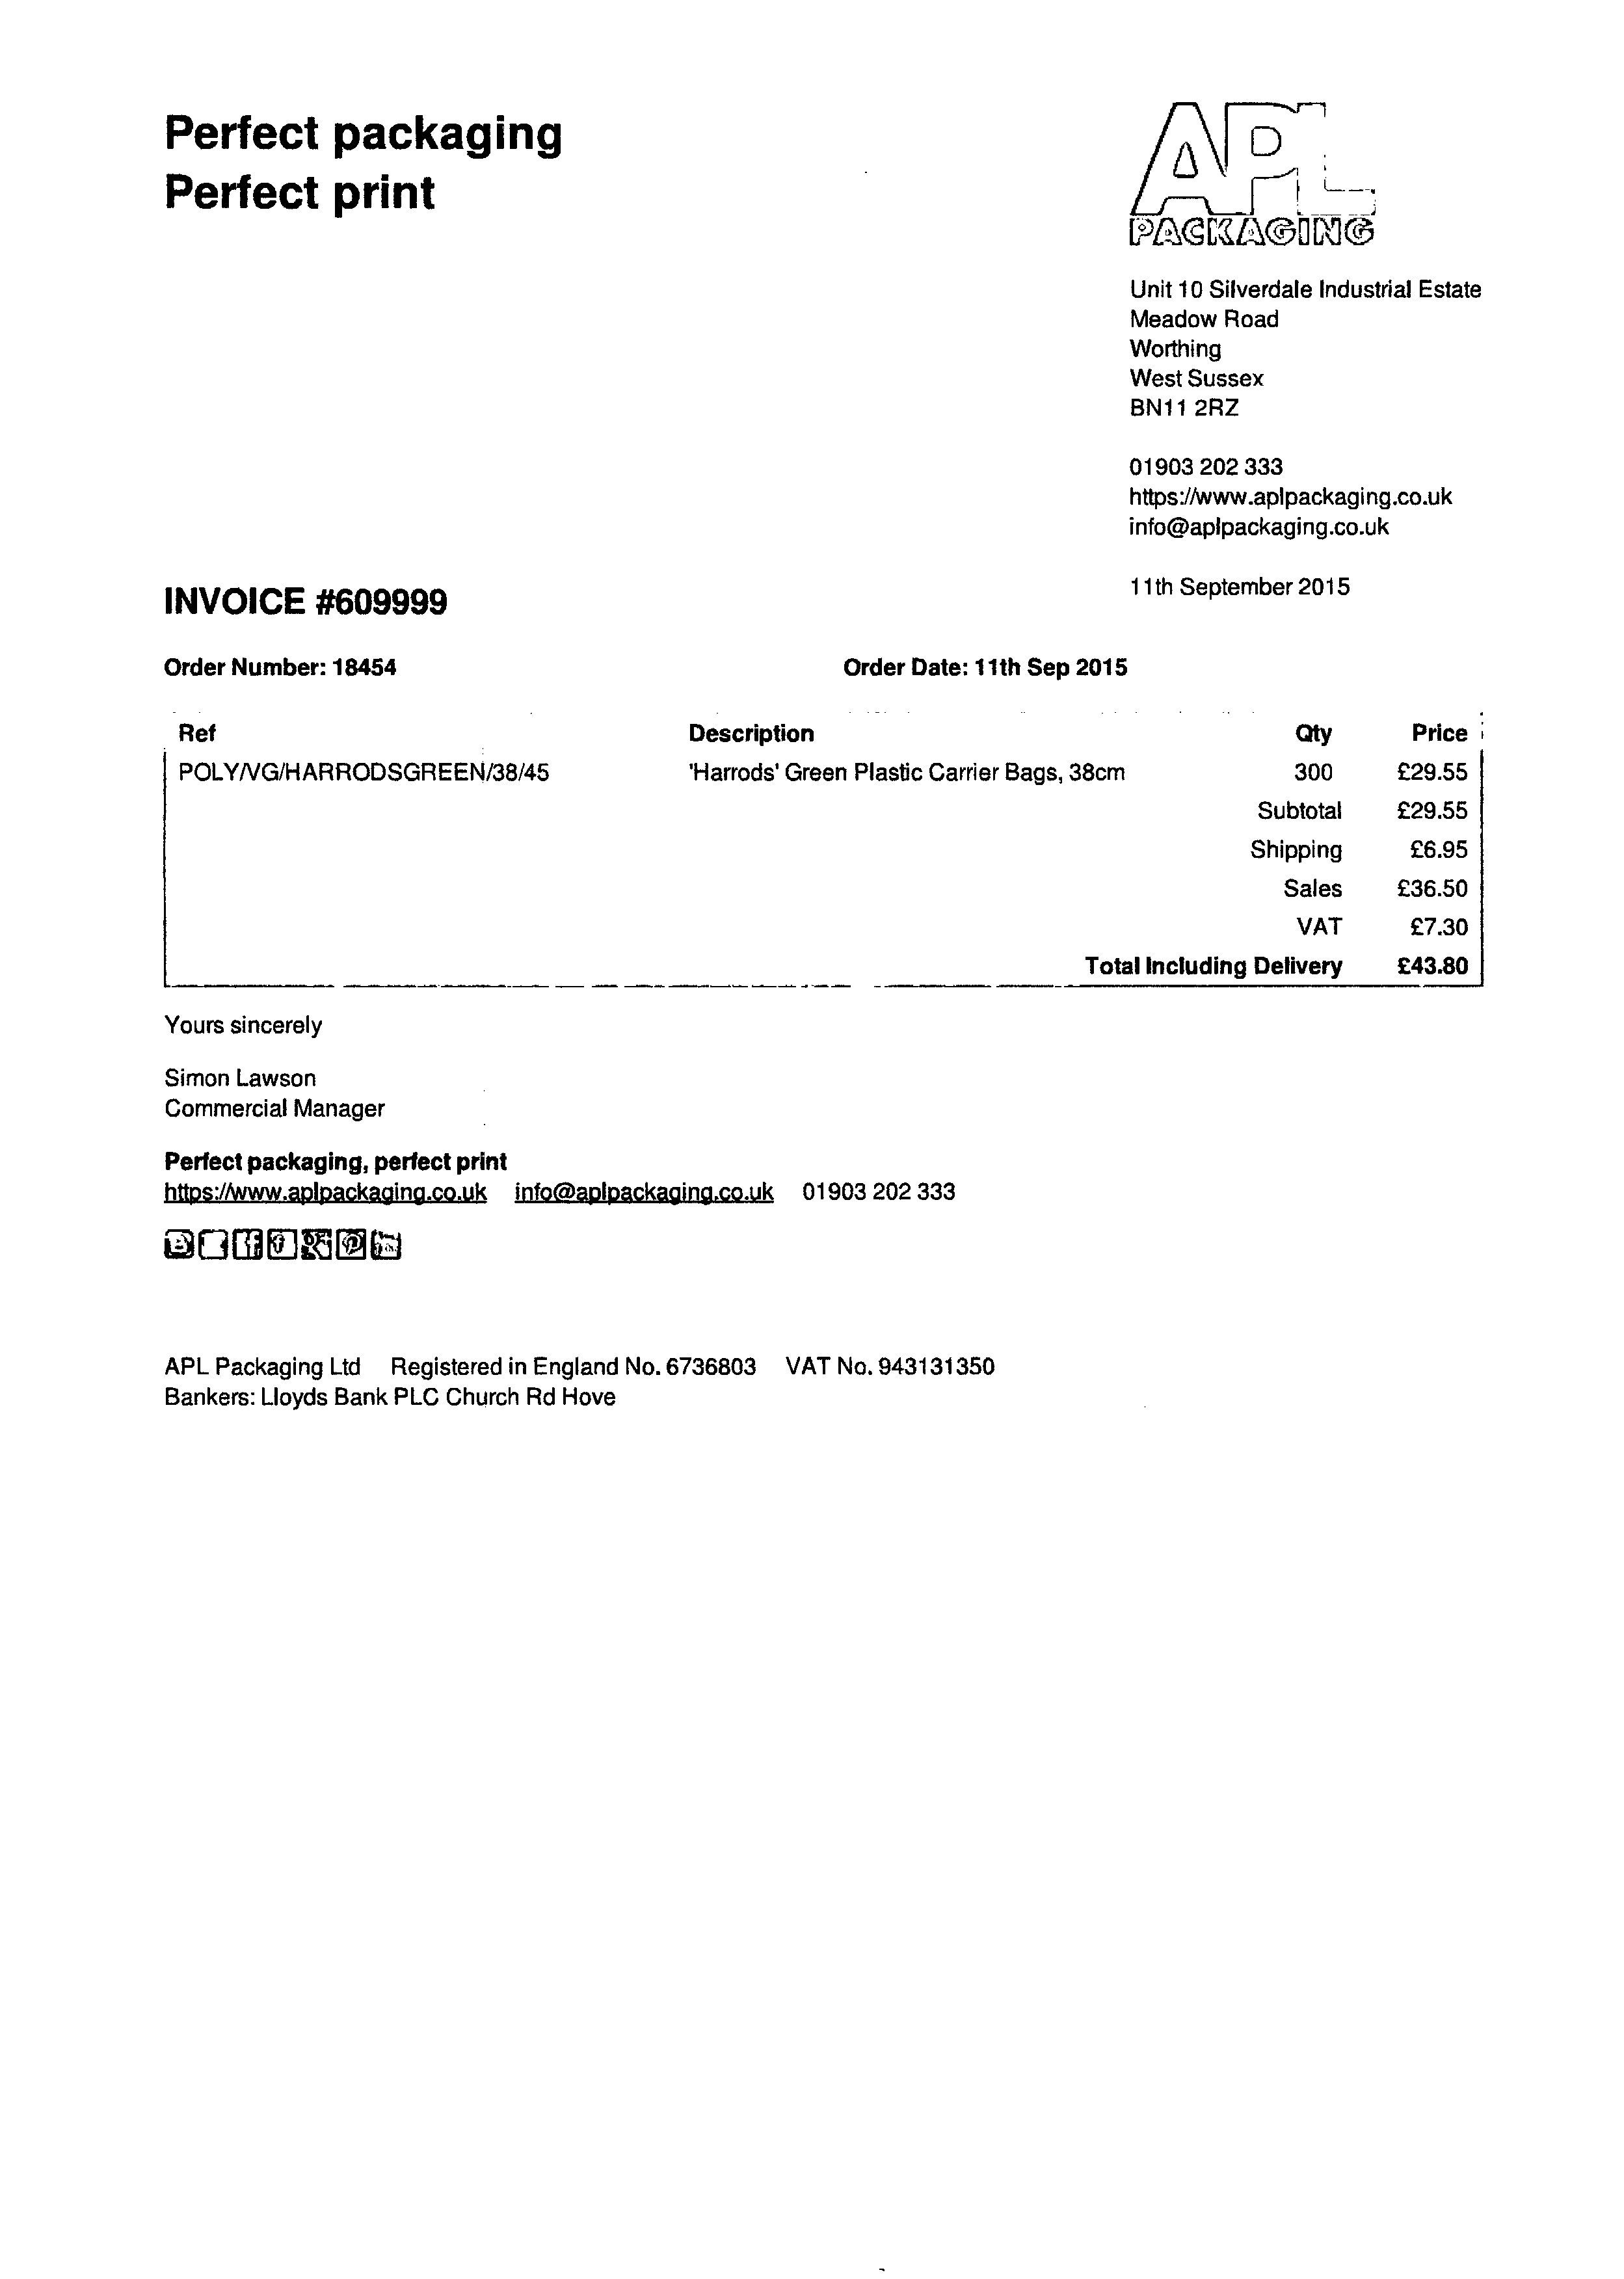 Perfect packaging
Perfect print
APL
PACKAGING
Unit 10 Silverdale Industrial Estate
Meadow Road
Worthing
West Sussex
BN11 2RZ
01903 202 333
https://www.aplpackaging.co.uk
info@aplpackaging.co.uk
11th September 2015
INVOICE #609999
Order Number: 18454 Order Date: 11th Sep 2015
Ref Description Qty Price
POLY/VG/HARRODSGREEN/38/45 'Harrods' Green Plastic Carrier Bags, 38cm 300 £29.55
Subtotal £29.55
Shipping £6.95
Sales £36.50
VAT £7.30
Total Including Delivery £43.80
Yours sincerely
Simon Lawson
Commercial Manager
Perfect packaging, perfect print
https://www.aplpackaging.co.uk info@aplpackaging.co.uk 01903 202 333
APL Packaging Ltd Registered in England No. 6736803 VAT No. 943131350
Bankers: Lloyds Bank PLC Church Rd Hove